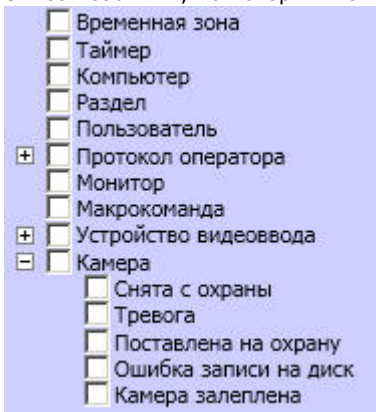 Временная зона
Таймер
Компьютер
Раздел
Пользователь
Протокол оператора
Монитор
Макрокоманда
Устройство видеоввода
Камера
Снята с охраны
Тревога
Поставлена на охрану
Ошибка записи на диск
Камера залеплена